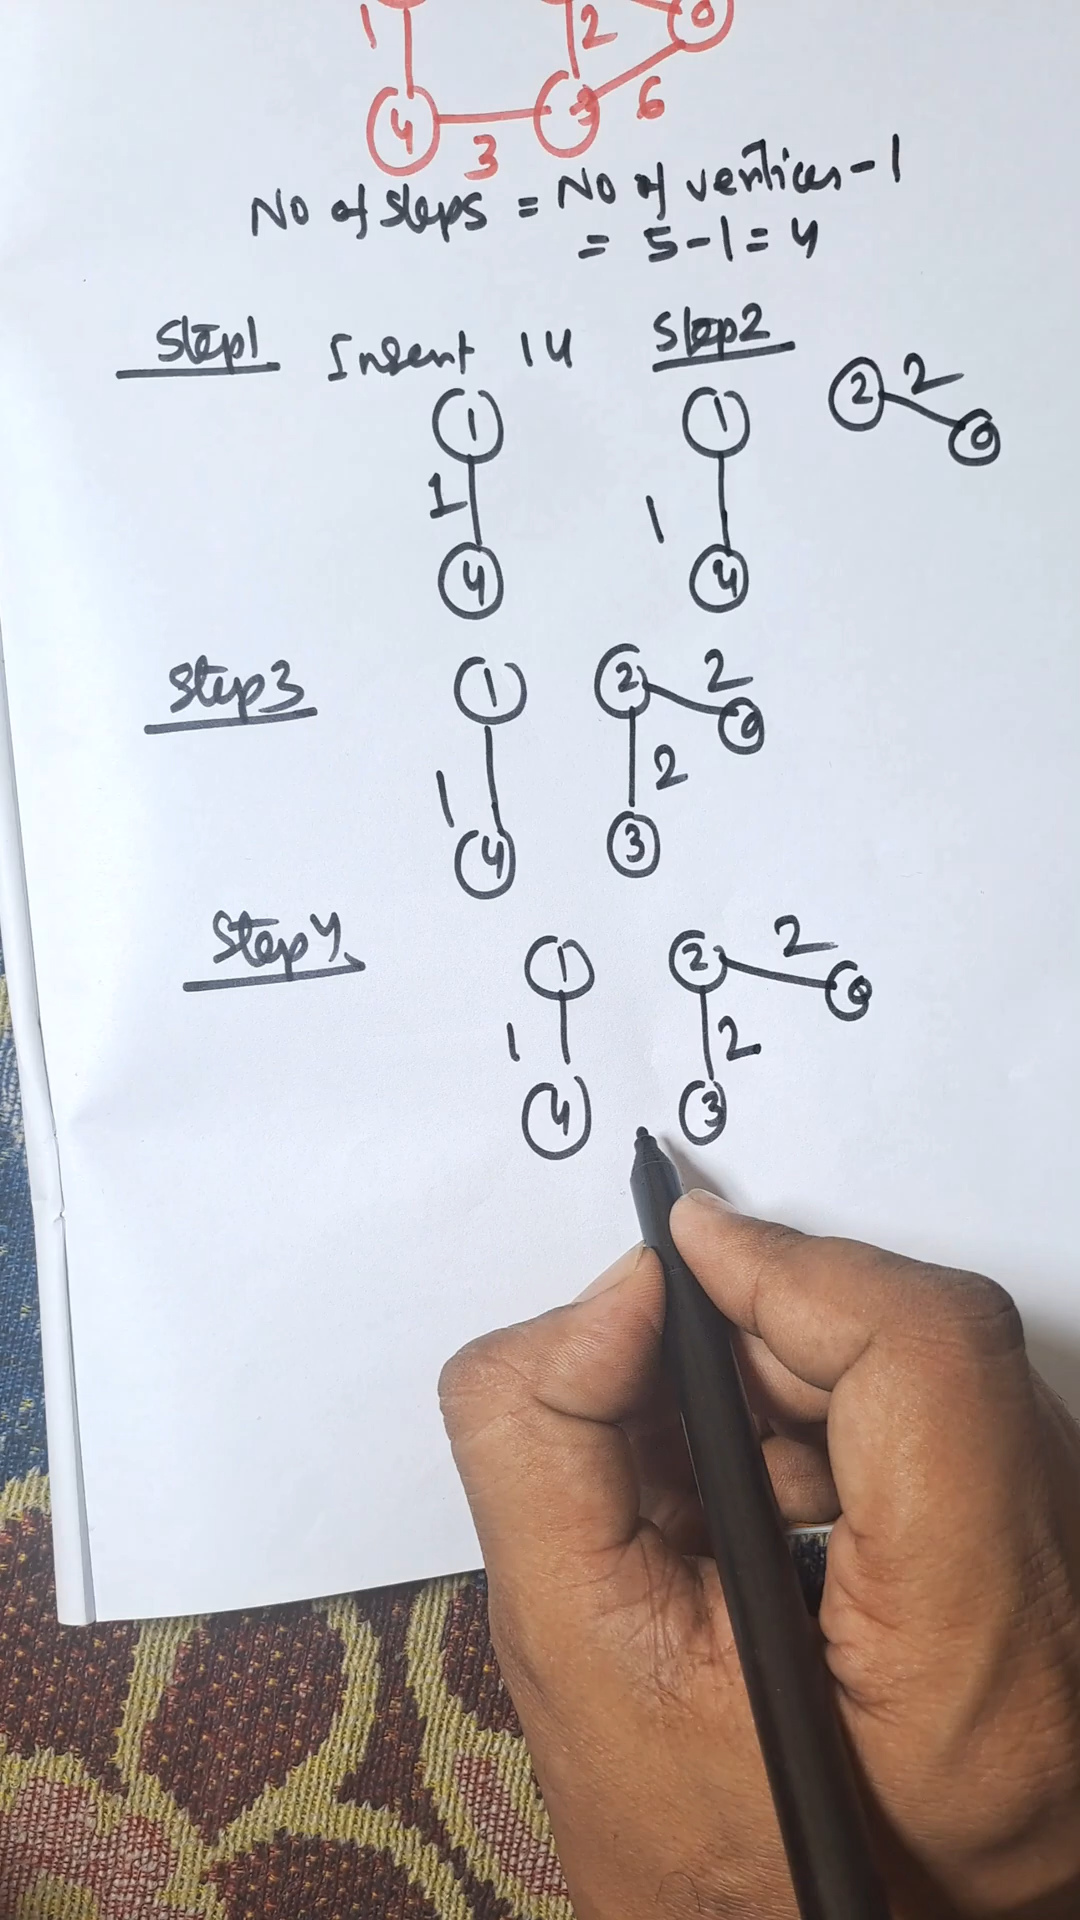 1 2 0
4 3 3 6
No of steps = No of vertices - 1
= 5 - 1 = 4
Step1 Insert 14 Step2
1 1 2 2 0
1 1
4 4
Step3 1 2 2 0
1 2
4 3
Step4 1 2 2 0
1 2
4 3